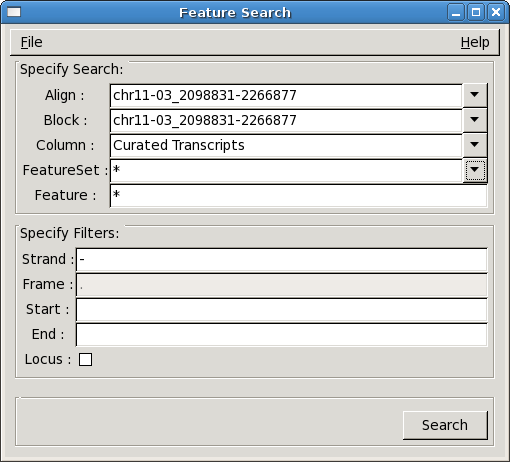 Feature Search
File Help
Specify Search:
Align : chr11-03_2098831-2266877
Block : chr11-03_2098831-2266877
Column : Curated Transcripts
FeatureSet : *
Feature : *
Specify Filters:
Strand : -
Frame : .
Start :
End :
Locus :
Search